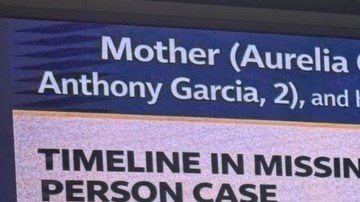 Mother (Aurelia
Anthony Garcia, 2), and
TIMELINE IN MISSIN
PERSON CASE